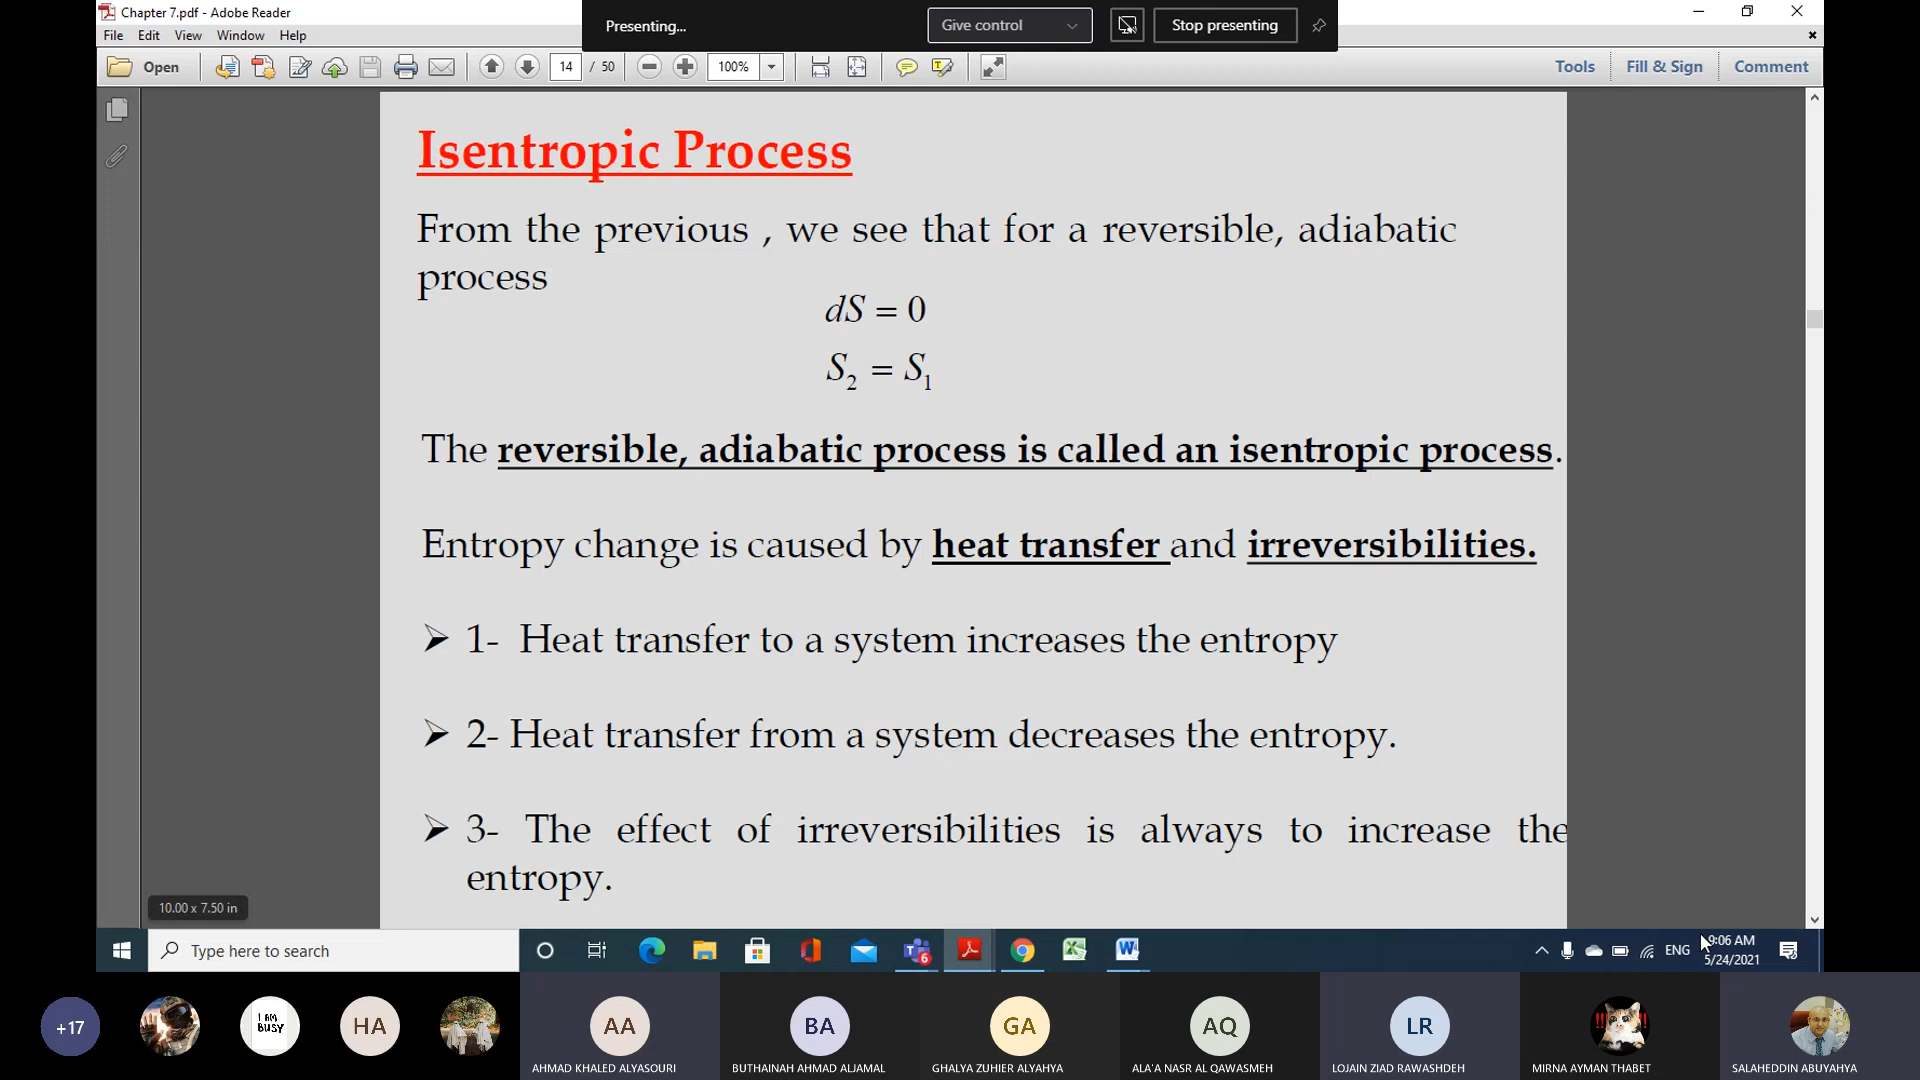 Chapter 7.pdf - Adobe Reader
Presenting...
Give control
Stop presenting
File Edit View Window Help
Open
14 / 50
100%
Tools Fill & Sign Comment
Isentropic Process
From the previous , we see that for a reversible, adiabatic
process
dS = 0
S₂ = S₁
The reversible, adiabatic process is called an isentropic process.
Entropy change is caused by heat transfer and irreversibilities.
➢ 1- Heat transfer to a system increases the entropy
➢ 2- Heat transfer from a system decreases the entropy.
➢ 3- The effect of irreversibilities is always to increase the
entropy.
10.00 x 7.50 in
Type here to search
6
ENG
9:06 AM
5/24/2021
+17
I AM
BUSY
HA
AA
BA
GA
AQ
LR
!! !!
AHMAD KHALED ALYASOURI
BUTHAINAH AHMAD ALJAMAL
GHALYA ZUHIER ALYAHYA
ALA'A NASR AL QAWASMEH
LOJAIN ZIAD RAWASHDEH
MIRNA AYMAN THABET
SALAHEDDIN ABUYAHYA